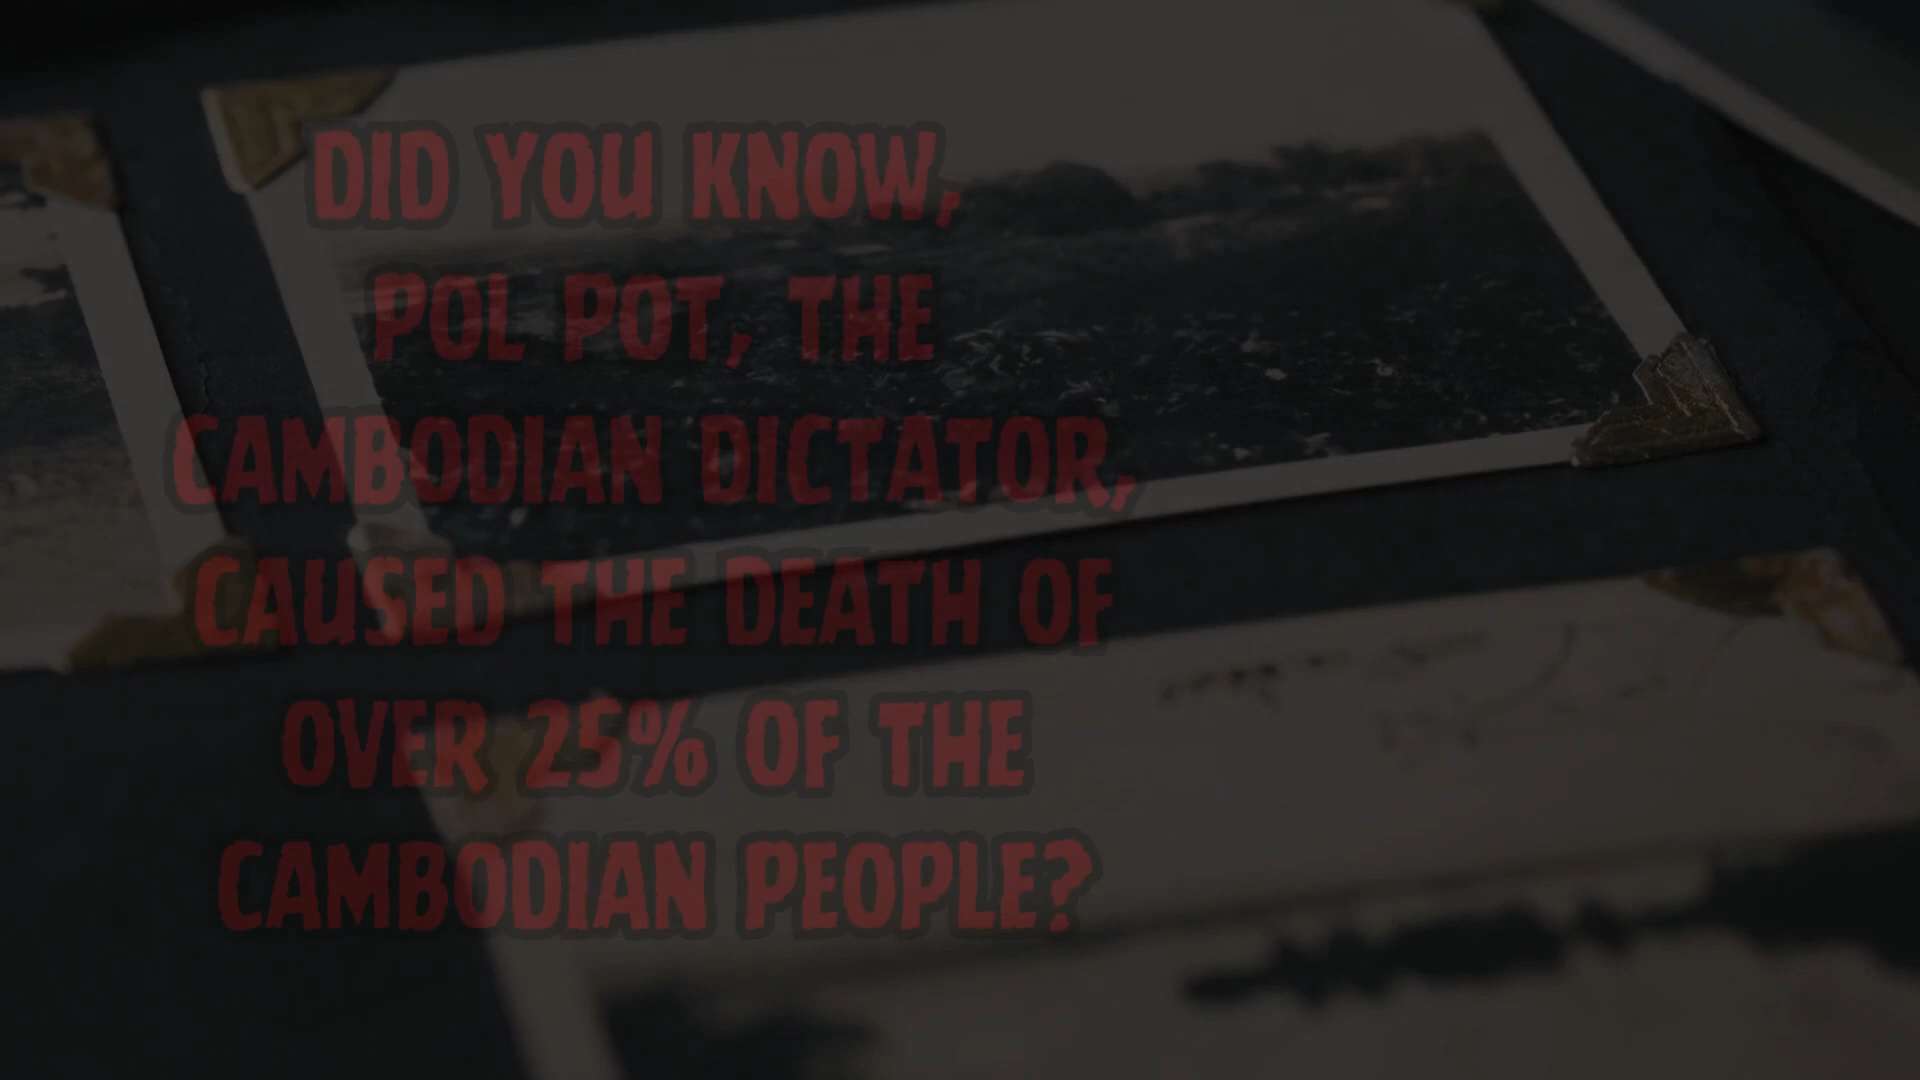 DID YOU KNOW,
POL POT, THE
CAMBODIAN DICTATOR,
CAUSED THE DEATH OF
OVER 25% OF THE
CAMBODIAN PEOPLE?